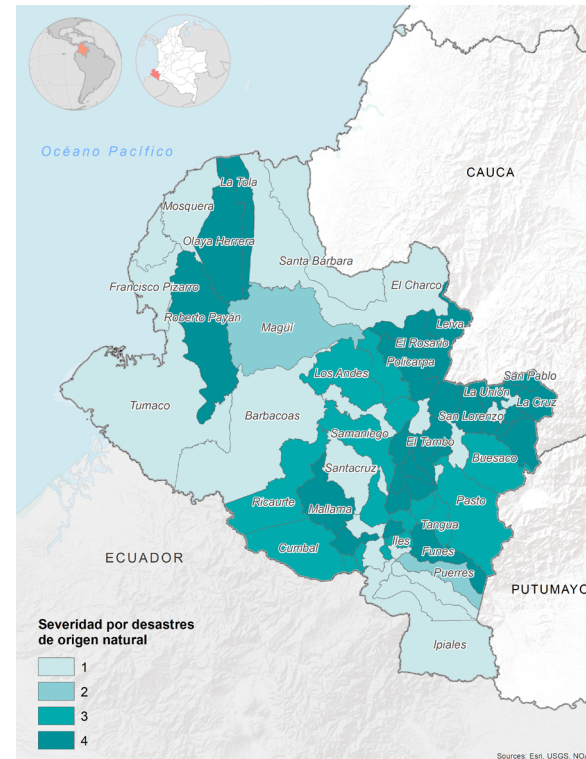 Océano Pacífico
CAUCA
La Tola
Mosquera
Olaya Herrera
Santa Bárbara
Francisco Pizarro
El Charco
Roberto Payán
Magüí
Leiva
El Rosario
Policarpa
Los Andes
San Pablo
La Unión
La Cruz
Tumaco
Barbacoas
San Lorenzo
Samaniego
El Tambo
Buesaco
Santacruz
Ricaurte
Mallama
Pasto
Tangua
Iles
Cumbal
Funes
ECUADOR
Puerres
PUTUMAYO
Severidad por desastres
de origen natural
Ipiales
1
2
3
4
Sources: Esri, USGS, NOA